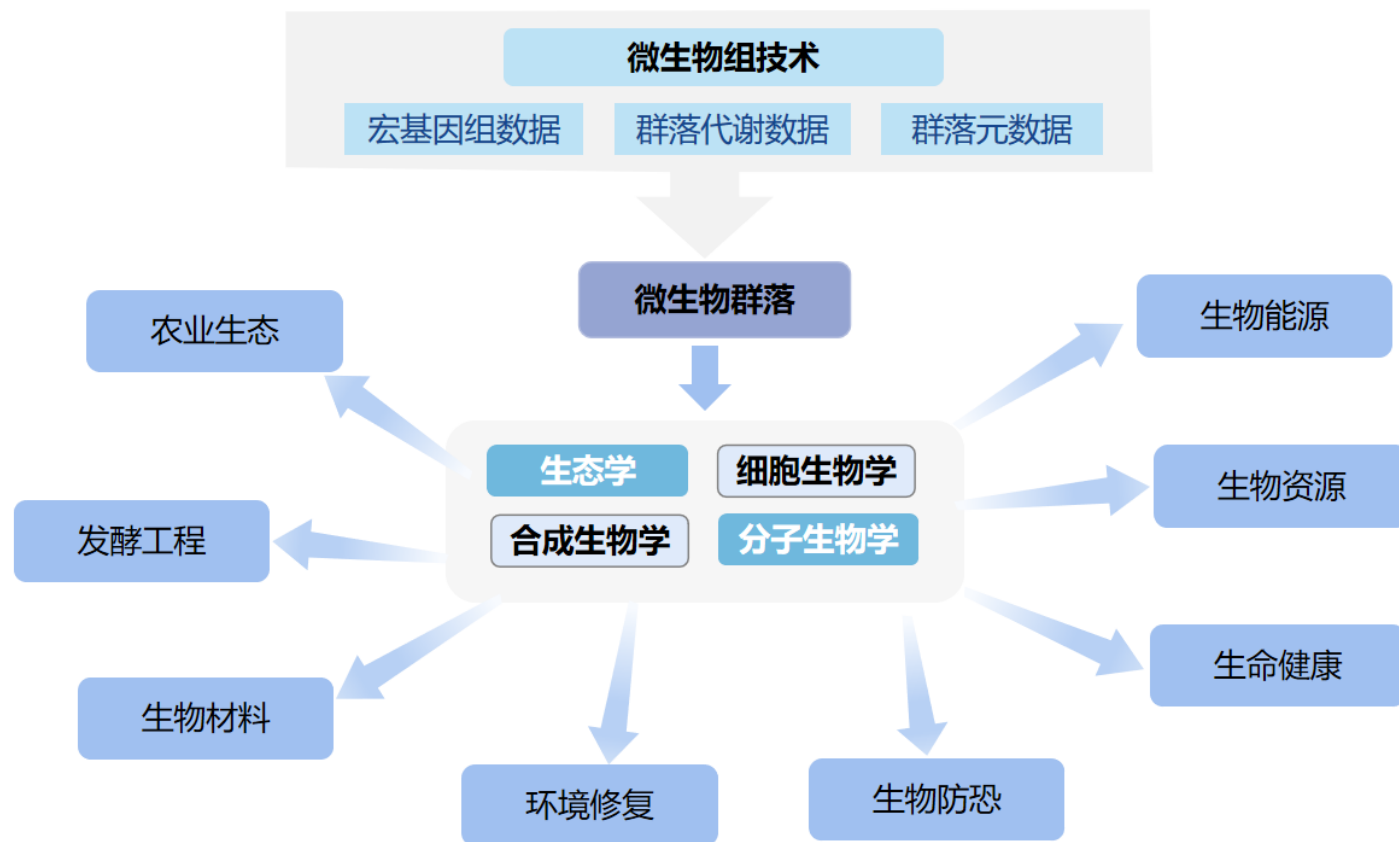 微生物组技术
宏基因组数据
群落代谢数据
群落元数据
微生物群落
农业生态
生物能源
生态学
细胞生物学
生物资源
发酵工程
合成生物学
分子生物学
生物材料
生命健康
环境修复
生物防恐